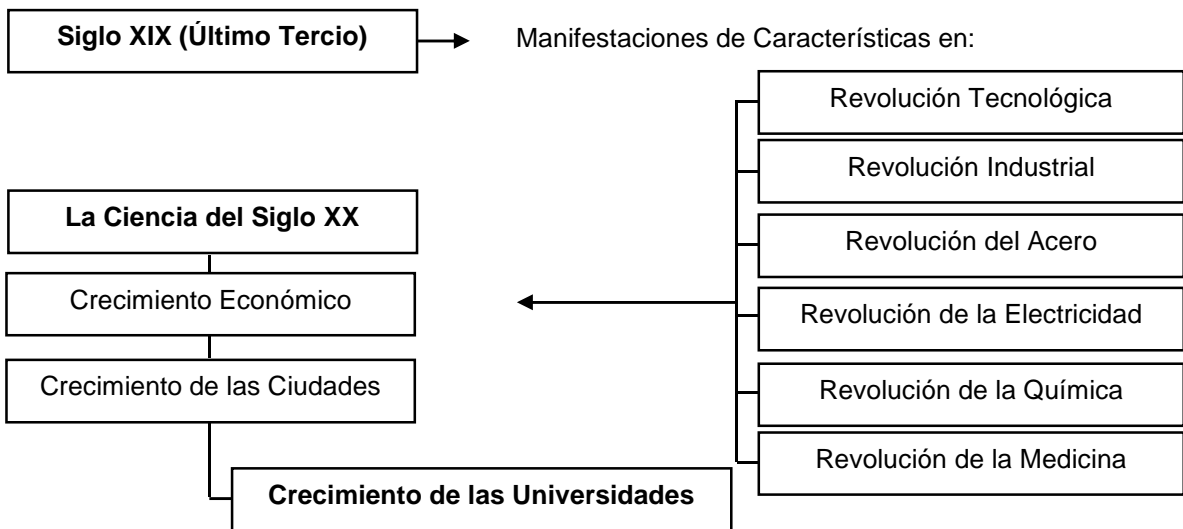 Siglo XIX (Último Tercio)
Manifestaciones de Características en:
Revolución Tecnológica
Revolución Industrial
Revolución del Acero
Revolución de la Electricidad
Revolución de la Química
Revolución de la Medicina
La Ciencia del Siglo XX
Crecimiento Económico
Crecimiento de las Ciudades
Crecimiento de las Universidades